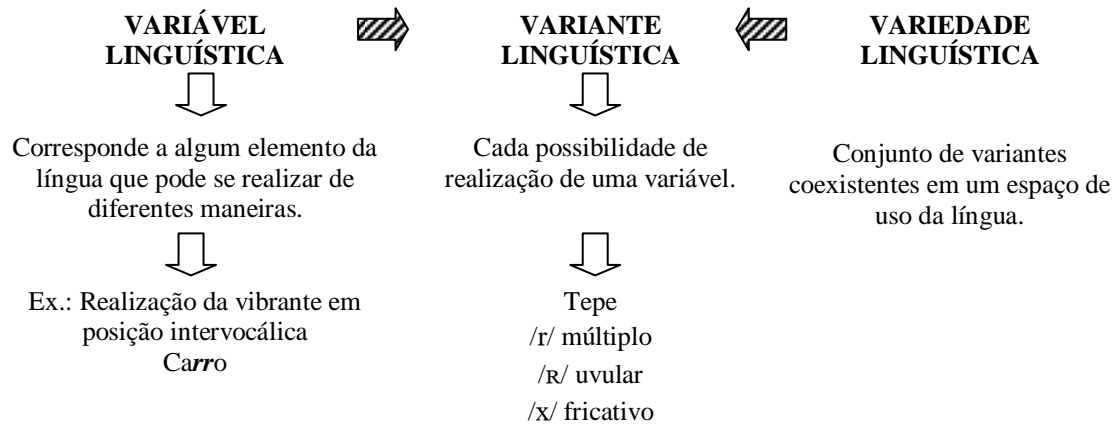 VARIÁVEL
LINGUÍSTICA
Corresponde a algum elemento da
língua que pode se realizar de
diferentes maneiras.
Ex.: Realização da vibrante em
posição intervocálica
Carro
VARIANTE
LINGUÍSTICA
Cada possibilidade de
realização de uma variável.
Tepe
/r/ múltiplo
/ʀ/ uvular
/x/ fricativo
VARIEDADE
LINGUÍSTICA
Conjunto de variantes
coexistentes em um espaço de
uso da língua.